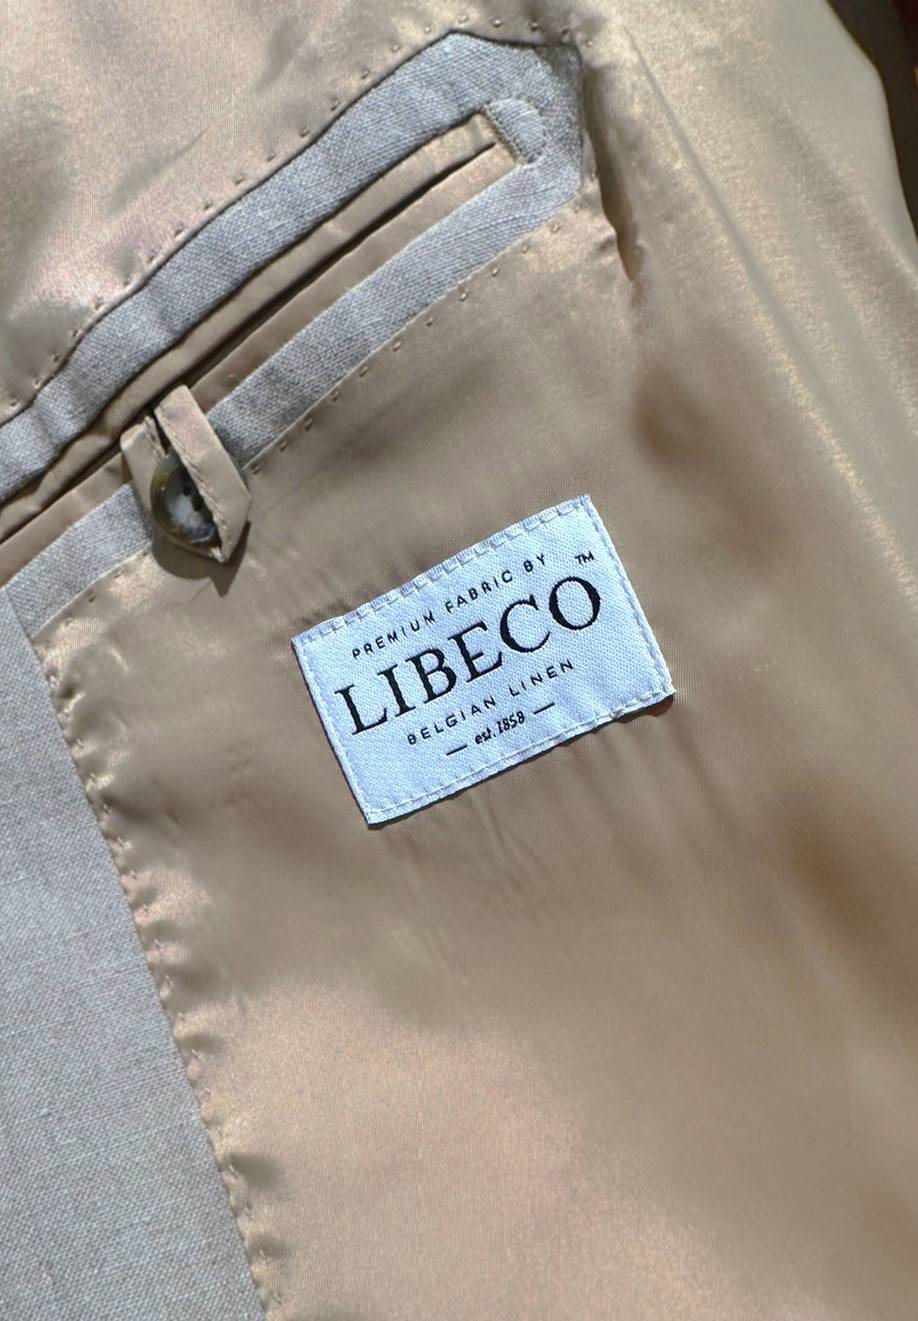 PREMIUM FABRIC BY
LIBECO™
BELGIAN LINEN
— est. 1858 —